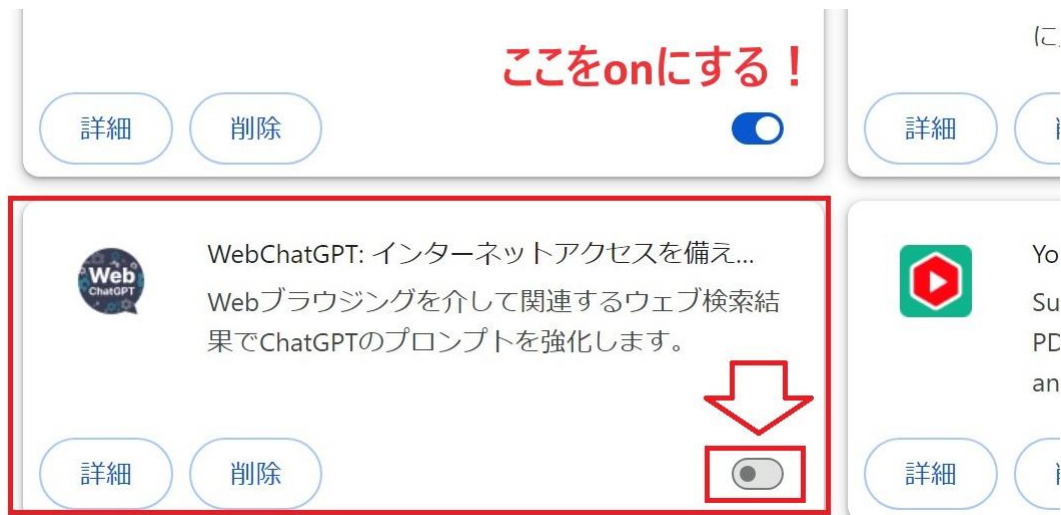 に
ここをonにする！
詳細
削除
詳細
WebChatGPT: インターネットアクセスを備え...
Webブラウジングを介して関連するウェブ検索結
果でChatGPTのプロンプトを強化します。
Web
ChatGPT
詳細
削除
Yo
Su
PD
an
詳細